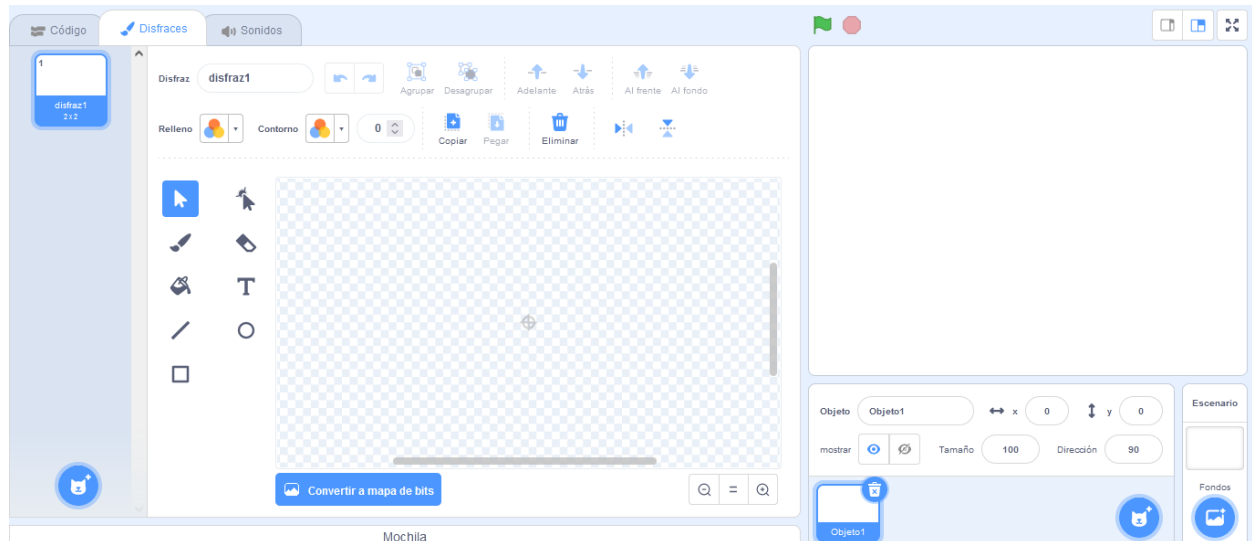 Código Disfraces Sonidos
1
disfraz1
2 x 2
Disfraz disfraz1
Agrupar Desagrupar Adelante Atrás Al frente Al fondo
Relleno Contorno 0
Copiar Pegar Eliminar
T
Convertir a mapa de bits
=
Mochila
Objeto Objeto1 x 0 y 0
mostrar Tamaño 100 Dirección 90
Objeto1
Escenario
Fondos